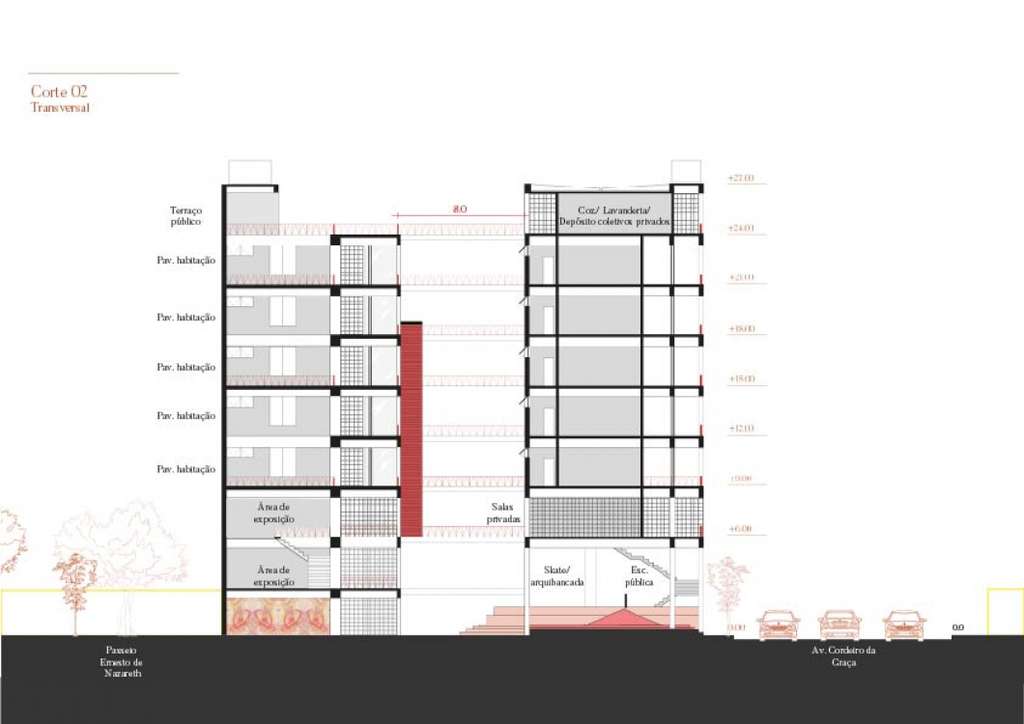 Corte 02
Transversal
+27.00
Terraço
público
8.0
Coz./ Lavanderia/
Depósito coletivos privados
+24.00
Pav. habitação
+21.00
Pav. habitação
+18.00
Pav. habitação
+15.00
Pav. habitação
+12.00
Pav. habitação
+9.00
Área de
exposição
Salas
privadas
+6.00
Área de
exposição
Skate/
arquibancada
Esc.
pública
0.00
0.0
Passeio
Ernesto de
Nazareth
Av. Cordeiro da
Graça